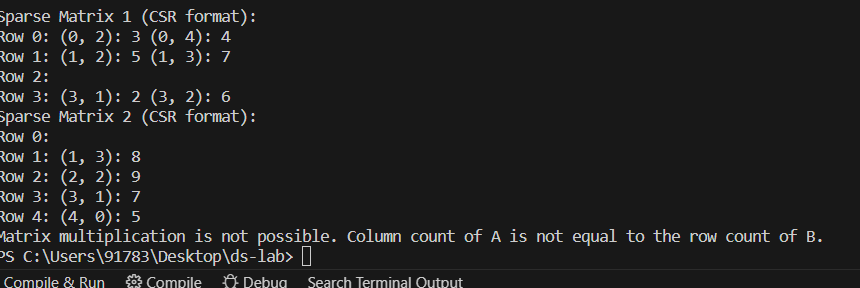 Sparse Matrix 1 (CSR format):
Row 0: (0, 2): 3 (0, 4): 4
Row 1: (1, 2): 5 (1, 3): 7
Row 2:
Row 3: (3, 1): 2 (3, 2): 6
Sparse Matrix 2 (CSR format):
Row 0:
Row 1: (1, 3): 8
Row 2: (2, 2): 9
Row 3: (3, 1): 7
Row 4: (4, 0): 5
Matrix multiplication is not possible. Column count of A is not equal to the row count of B.
PS C:\Users\91783\Desktop\ds-lab>
Compile & Run Compile Debug Search Terminal Output